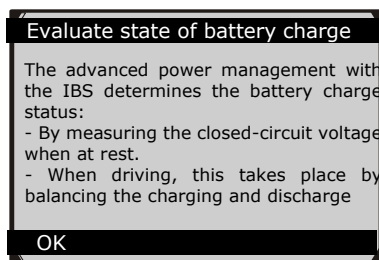 Evaluate state of battery charge
The advanced power management with
the IBS determines the battery charge
status:
- By measuring the closed-circuit voltage
when at rest.
- When driving, this takes place by
balancing the charging and discharge
OK